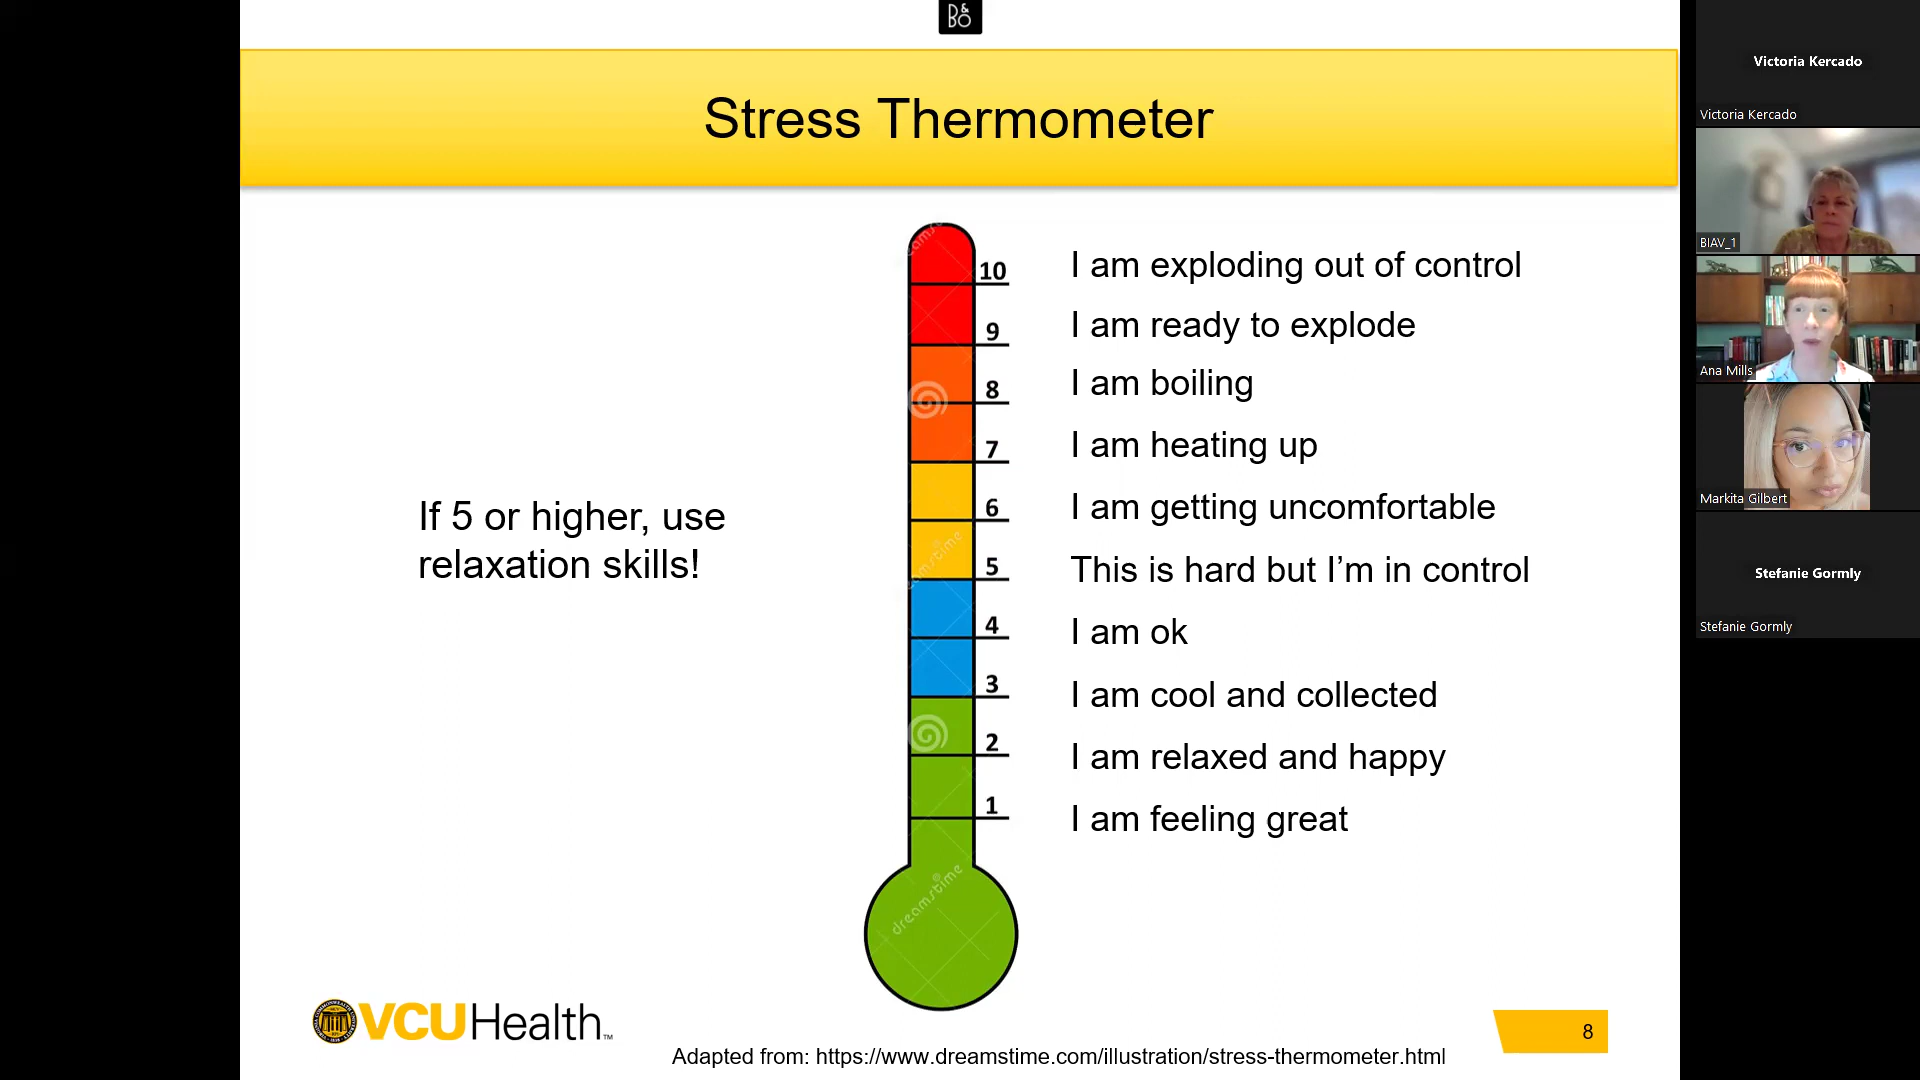 B&O
Stress Thermometer
10 I am exploding out of control
9 I am ready to explode
8 I am boiling
7 I am heating up
6 I am getting uncomfortable
5 This is hard but I’m in control
4 I am ok
3 I am cool and collected
2 I am relaxed and happy
1 I am feeling great
If 5 or higher, use
relaxation skills!
dreamstime
dreamstime
VCUHealth™
Adapted from: https://www.dreamstime.com/illustration/stress-thermometer.html
8
Victoria Kercado
Victoria Kercado
BIAV_1
Ana Mills
Markita Gilbert
Stefanie Gormly
Stefanie Gormly